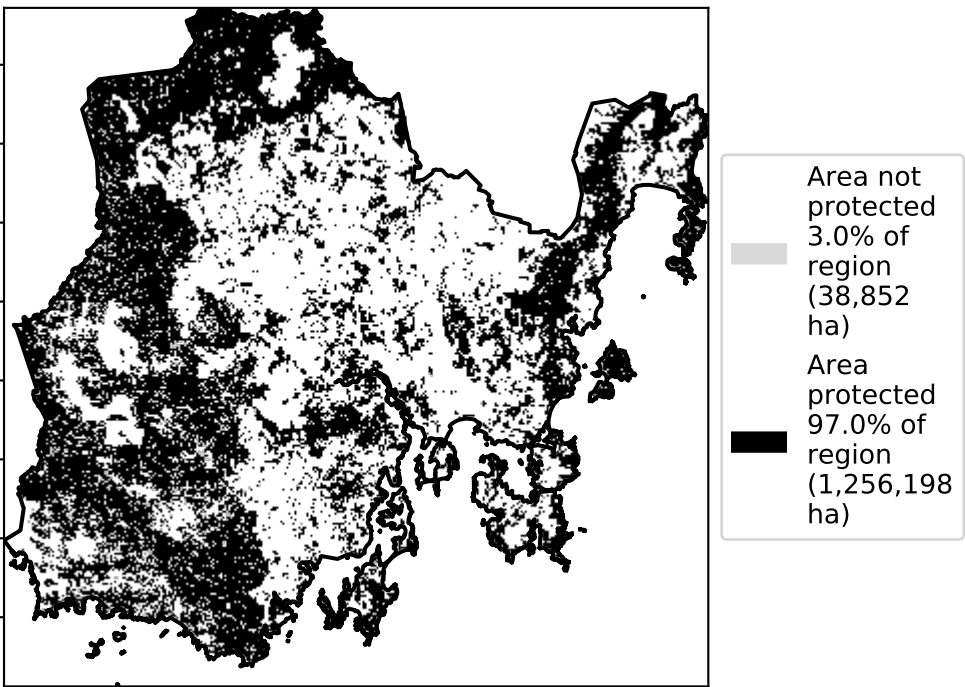 Area not
protected
3.0% of
region
(38,852
ha)
Area
protected
97.0% of
region
(1,256,198
ha)